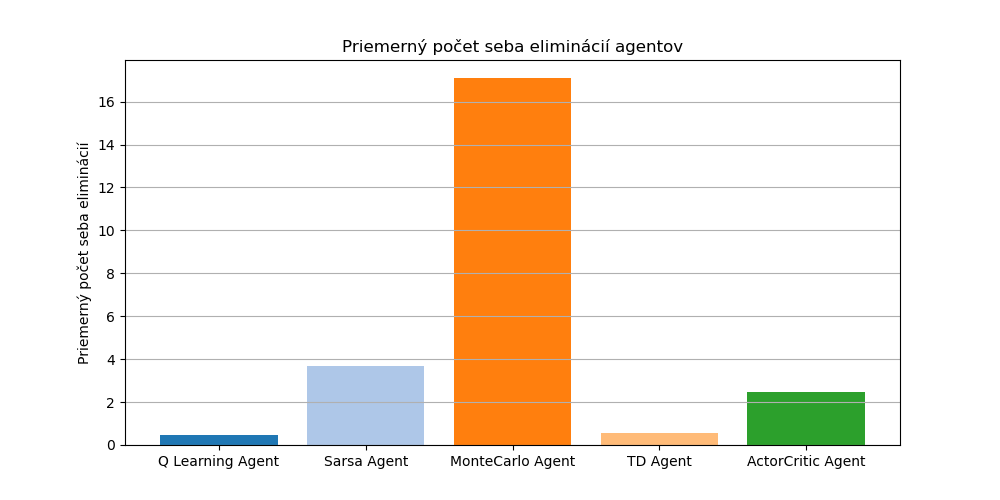 Priemerný počet seba eliminácií agentov
Priemerný počet seba eliminácií
16
14
12
10
8
6
4
2
0
Q Learning Agent
Sarsa Agent
MonteCarlo Agent
TD Agent
ActorCritic Agent